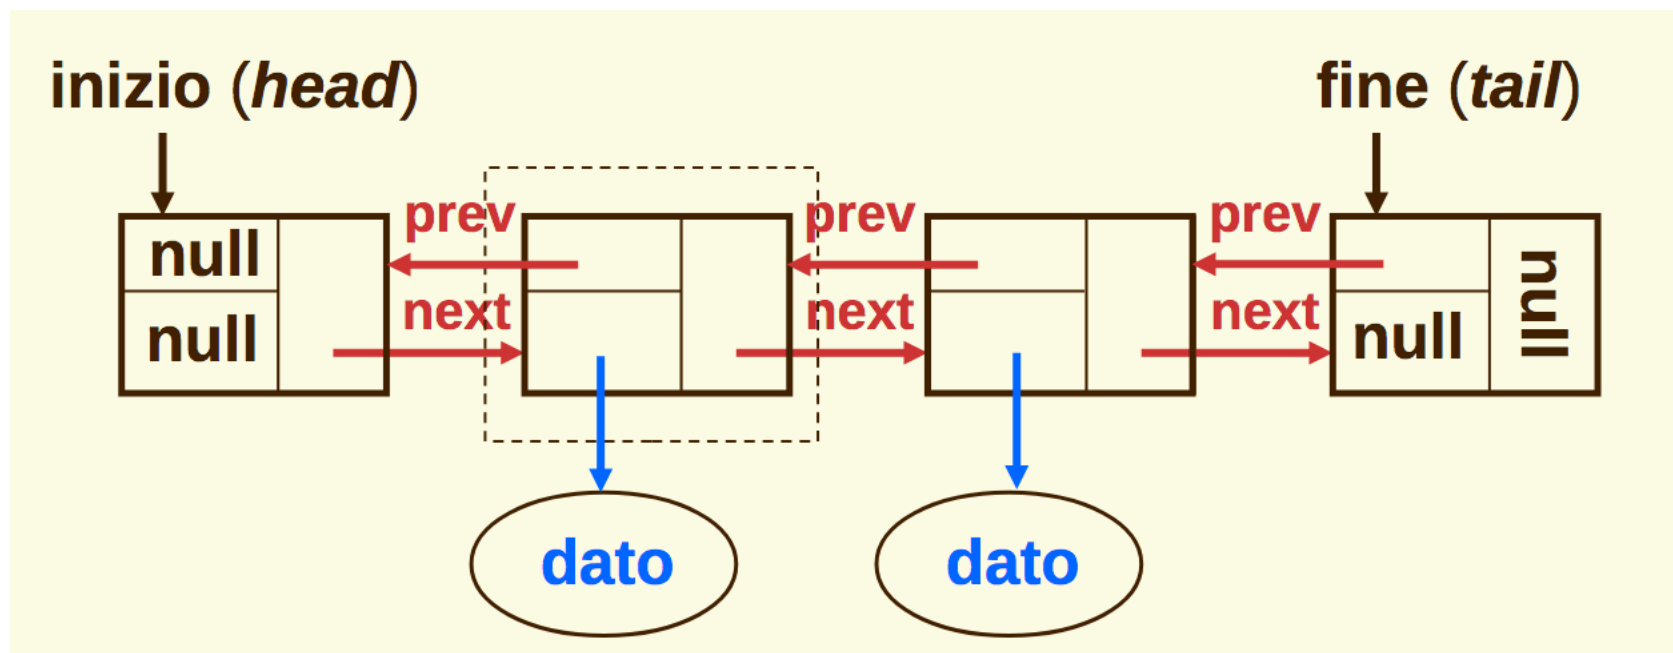 inizio (head)
fine (tail)
prev
prev
prev
null
null
next
next
next
null
null
dato
dato